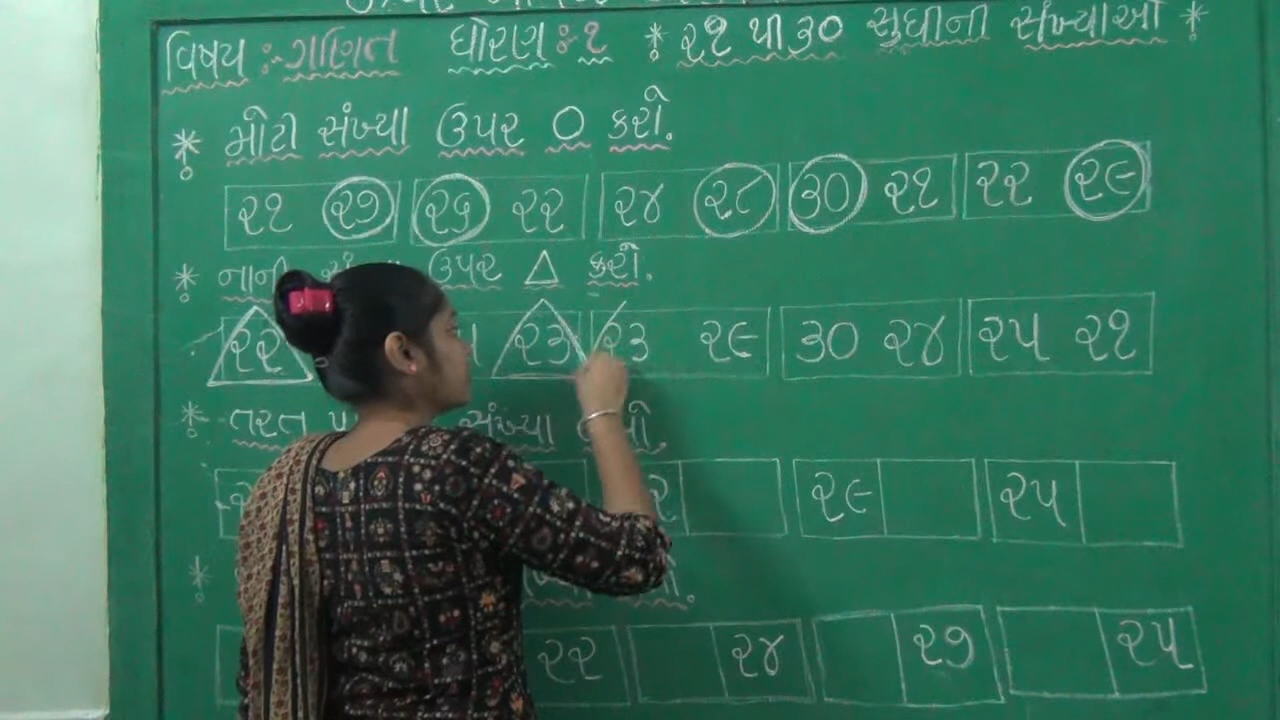 વિષય :- ગણિત ધોરણ :- ૧ * ૨૧ થી ૩૦ સુધીની સંખ્યાઓ *
* મોટી સંખ્યા ઉપર O કરો.
૨૧ ૨૭ ૨૬ ૨૨ ૨૪ ૨૮ ૩૦ ૨૧ ૨૨ ૨૯
* નાની ઉપર △ કરો.
૨૨ ૨૩ ૨૩ ૨૯ ૩૦ ૨૪ ૨૫ ૨૧
* તરત સંખ્યા
૨૯ ૨૫
૨૨ ૨૪ ૨૭ ૨૫